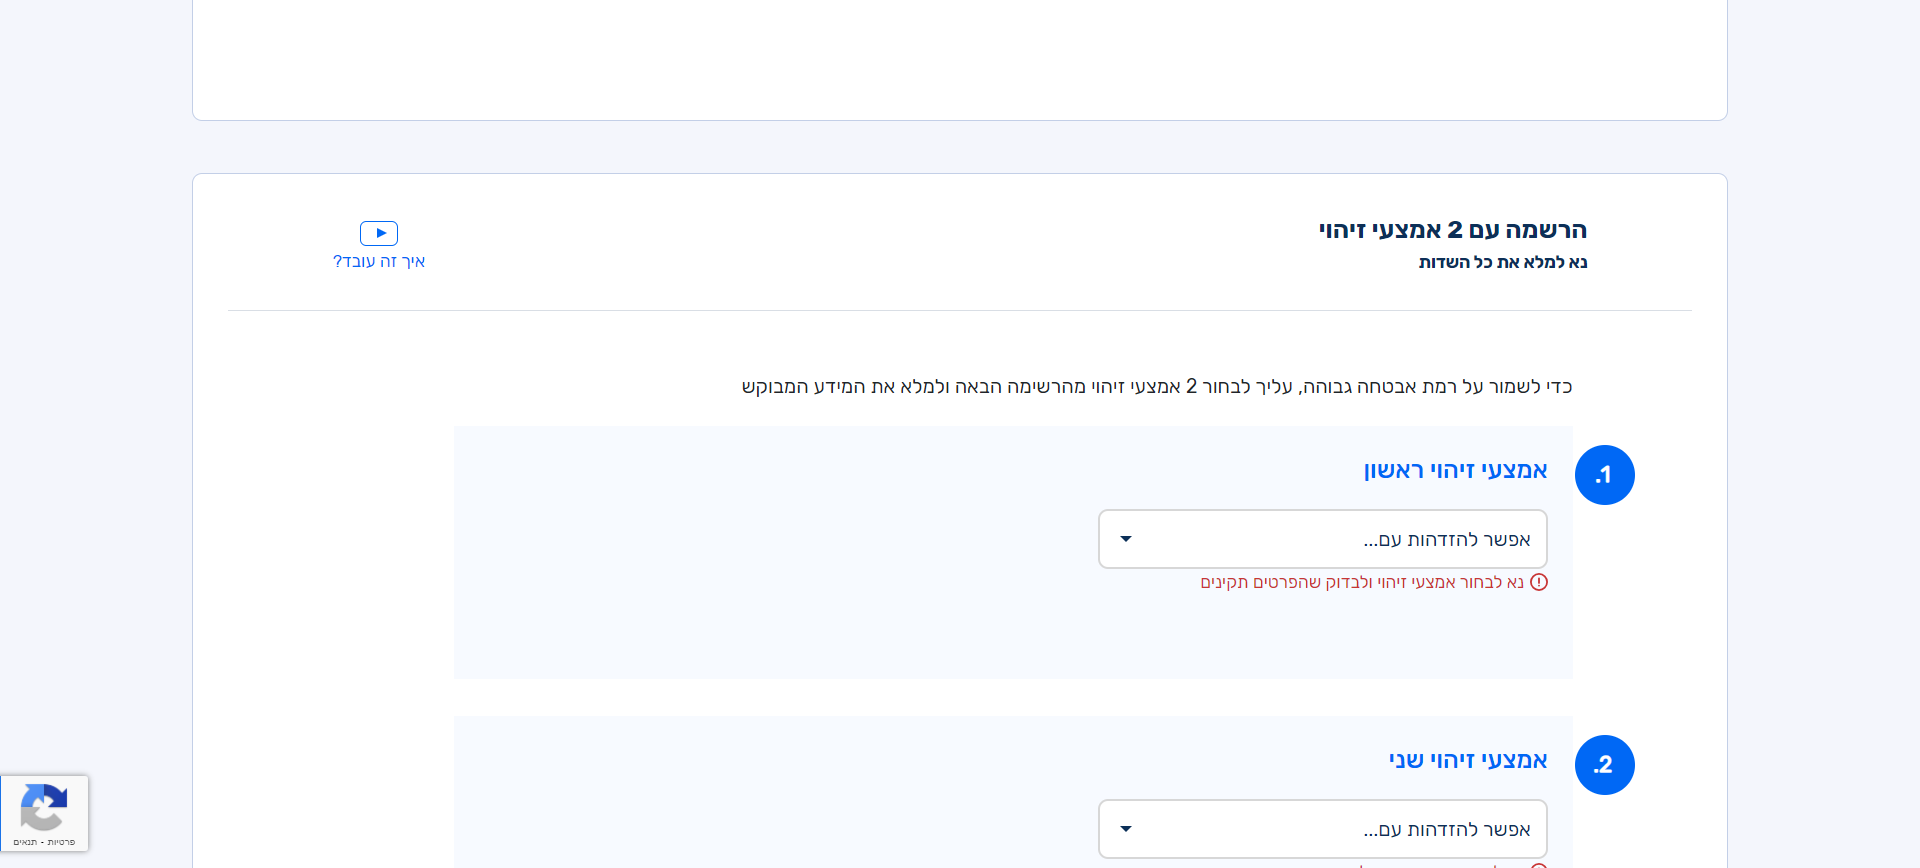 הרשמה עם 2 אמצעי זיהוי
נא למלא את כל השדות
איך זה עובד?
כדי לשמור על רמת אבטחה גבוהה, עליך לבחור 2 אמצעי זיהוי מהרשימה הבאה ולמלא את המידע המבוקש
1.
אמצעי זיהוי ראשון
אפשר להזדהות עם...
נא לבחור אמצעי זיהוי ולבדוק שהפרטים תקינים
2.
אמצעי זיהוי שני
אפשר להזדהות עם...
פרטיות - תנאים